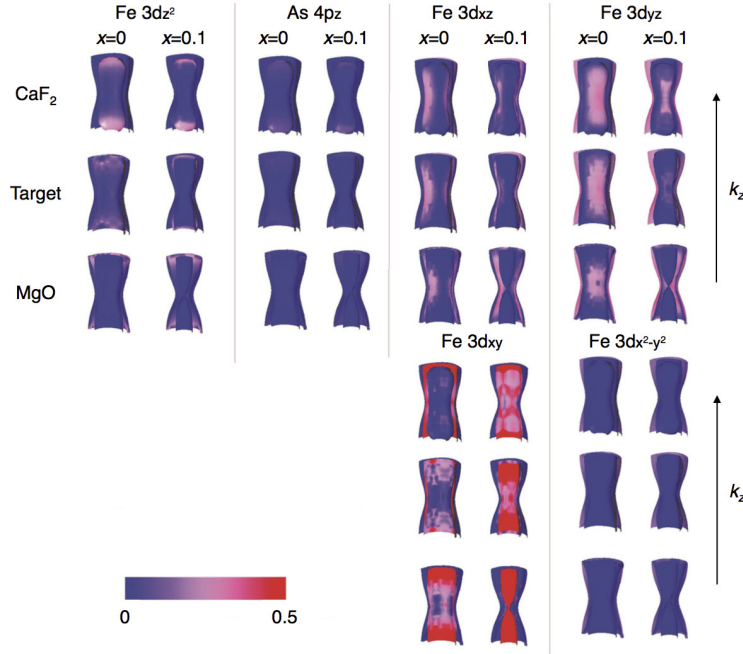 Fe 3dz² As 4pz Fe 3dxz Fe 3dyz
x=0 x=0.1 x=0 x=0.1 x=0 x=0.1 x=0 x=0.1
CaF₂
Target
kz
MgO
Fe 3dxy Fe 3dx²-y²
kz
0 0.5